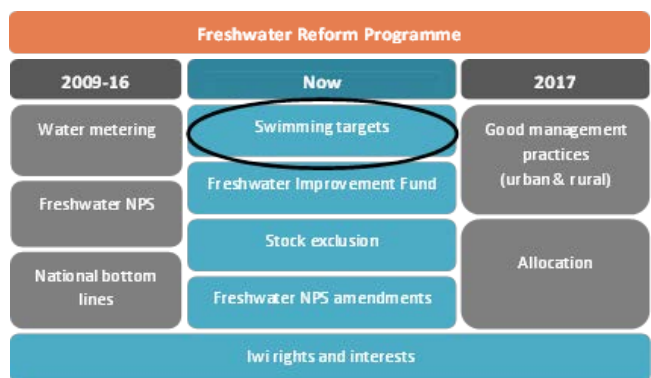 Freshwater Reform Programme
2009-16
Now
2017
Water metering
Freshwater NPS
National bottom
lines
Swimming targets
Freshwater Improvement Fund
Stock exclusion
Freshwater NPS amendments
Good management
practices
(urban & rural)
Allocation
Iwi rights and interests